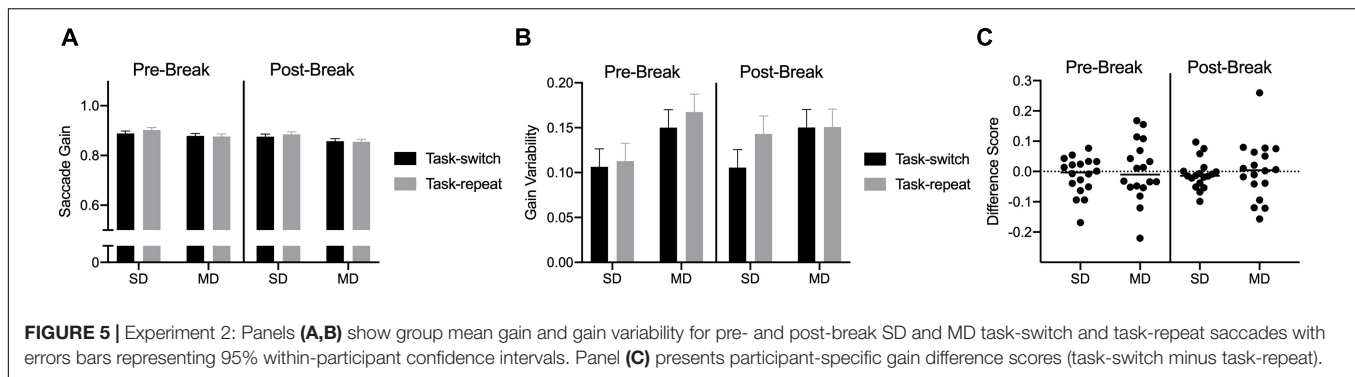 A
Pre-Break
Post-Break
1.0
0.8
0.6
0
Saccade Gain
SD
MD
SD
MD
Task-switch
Task-repeat
B
Pre-Break
Post-Break
0.20
0.15
0.10
0.05
0.00
Gain Variability
SD
MD
SD
MD
Task-switch
Task-repeat
C
Pre-Break
Post-Break
0.3
0.2
0.1
0.0
-0.1
-0.2
Difference Score
SD
MD
SD
MD
FIGURE 5 | Experiment 2: Panels (A,B) show group mean gain and gain variability for pre- and post-break SD and MD task-switch and task-repeat saccades with
errors bars representing 95% within-participant confidence intervals. Panel (C) presents participant-specific gain difference scores (task-switch minus task-repeat).